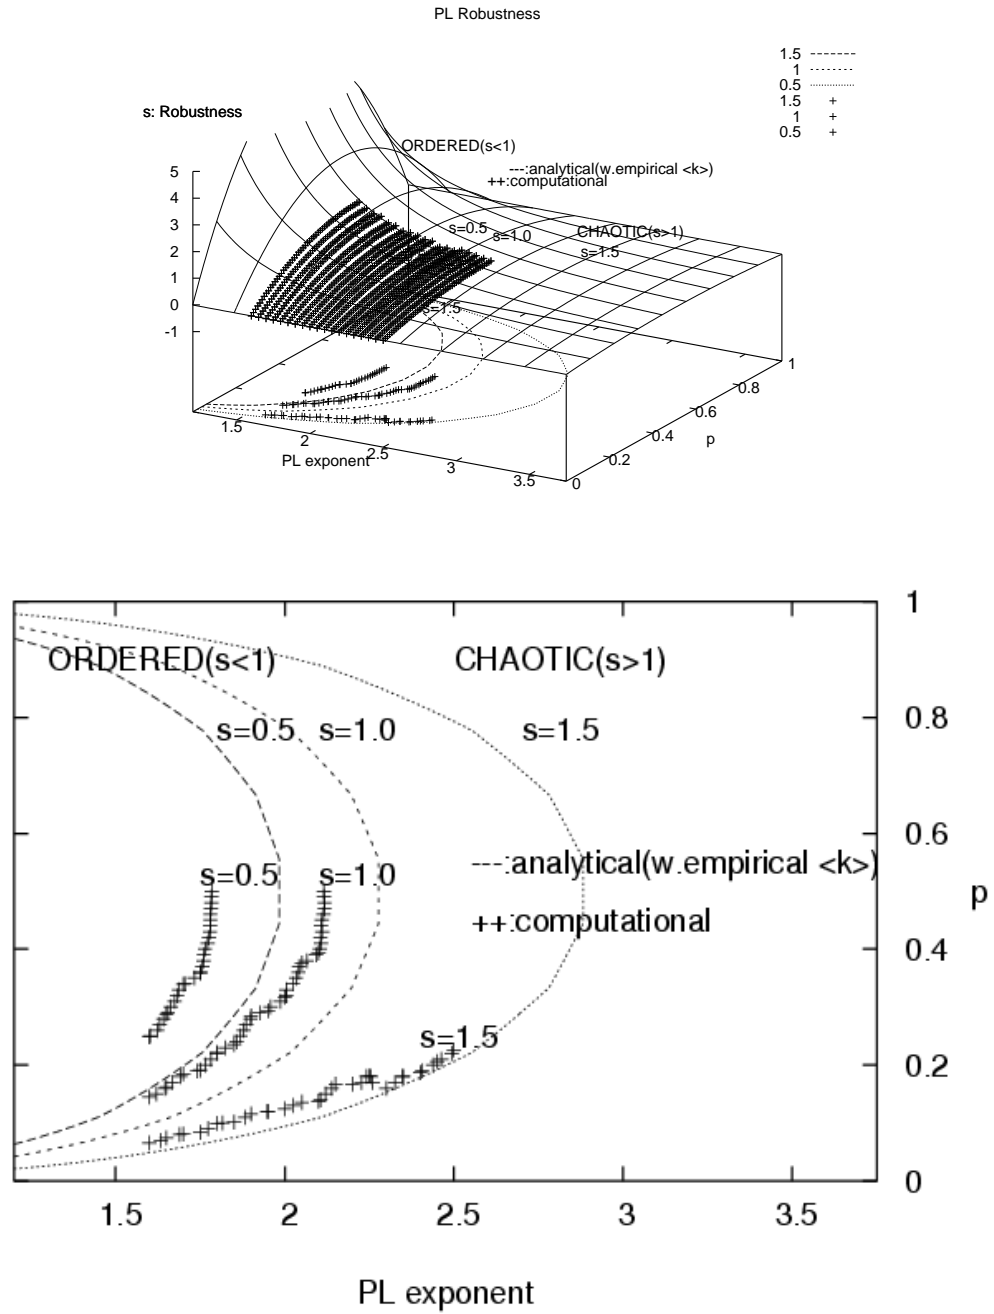 PL Robustness
1.5
1
0.5
1.5 +
1 +
0.5 +
s: Robustness
ORDERED(s<1)
---:analytical(w.empirical <k>)
++:computational
s=0.5
s=1.0
CHAOTIC(s>1)
s=1.5
s=1.5
5
4
3
2
1
0
-1
1.5
2
2.5
3
3.5
PL exponent
0
0.2
0.4
0.6
0.8
1
p
ORDERED(s<1)
CHAOTIC(s>1)
s=0.5
s=1.0
s=1.5
s=0.5
s=1.0
---:analytical(w.empirical <k>)
++:computational
s=1.5
1
0.8
0.6
0.4
0.2
0
p
1.5
2
2.5
3
3.5
PL exponent